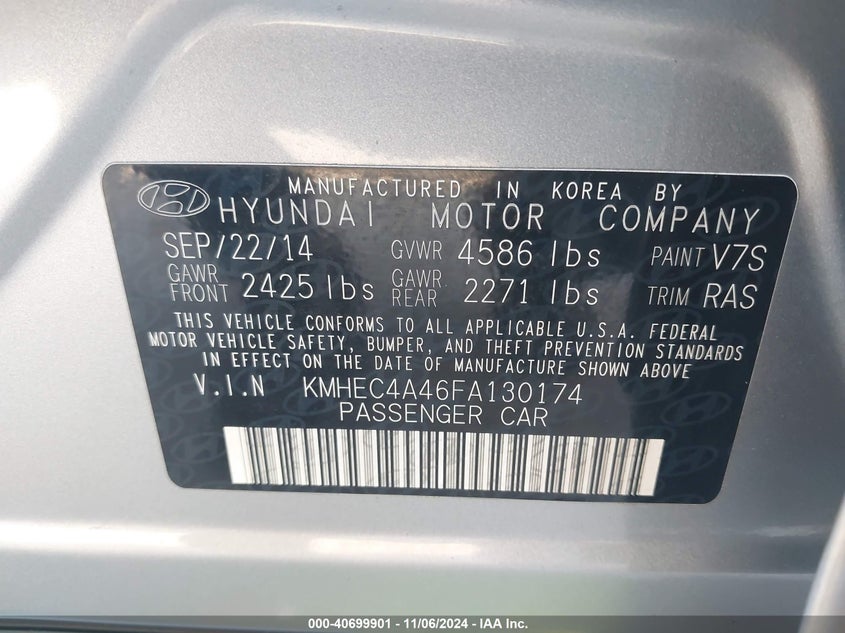 MANUFACTURED IN KOREA BY
HYUNDAI MOTOR COMPANY
SEP/22/14 GVWR 4586 lbs PAINT V7S
GAWR FRONT 2425 lbs GAWR REAR 2271 lbs TRIM RAS
THIS VEHICLE CONFORMS TO ALL APPLICABLE U.S.A. FEDERAL
MOTOR VEHICLE SAFETY, BUMPER, AND THEFT PREVENTION STANDARDS
IN EFFECT ON THE DATE OF MANUFACTURE SHOWN ABOVE
V.I.N KMHEC4A46FA130174
PASSENGER CAR
000-40699901 - 11/06/2024 - IAA Inc.